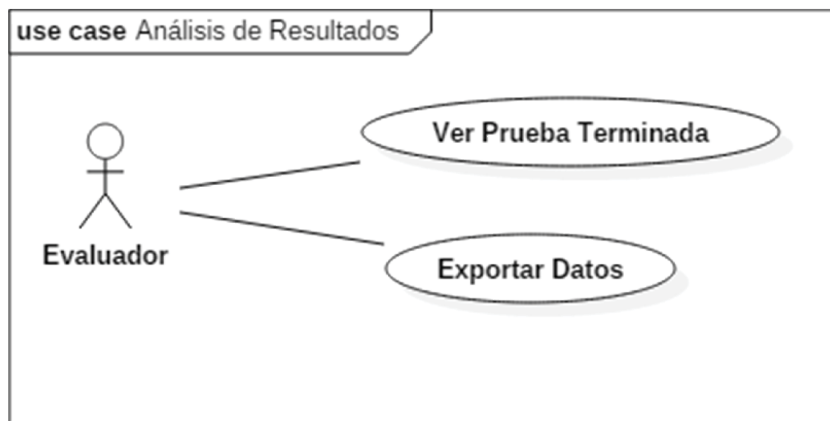 use case Análisis de Resultados
Ver Prueba Terminada
Evaluador
Exportar Datos